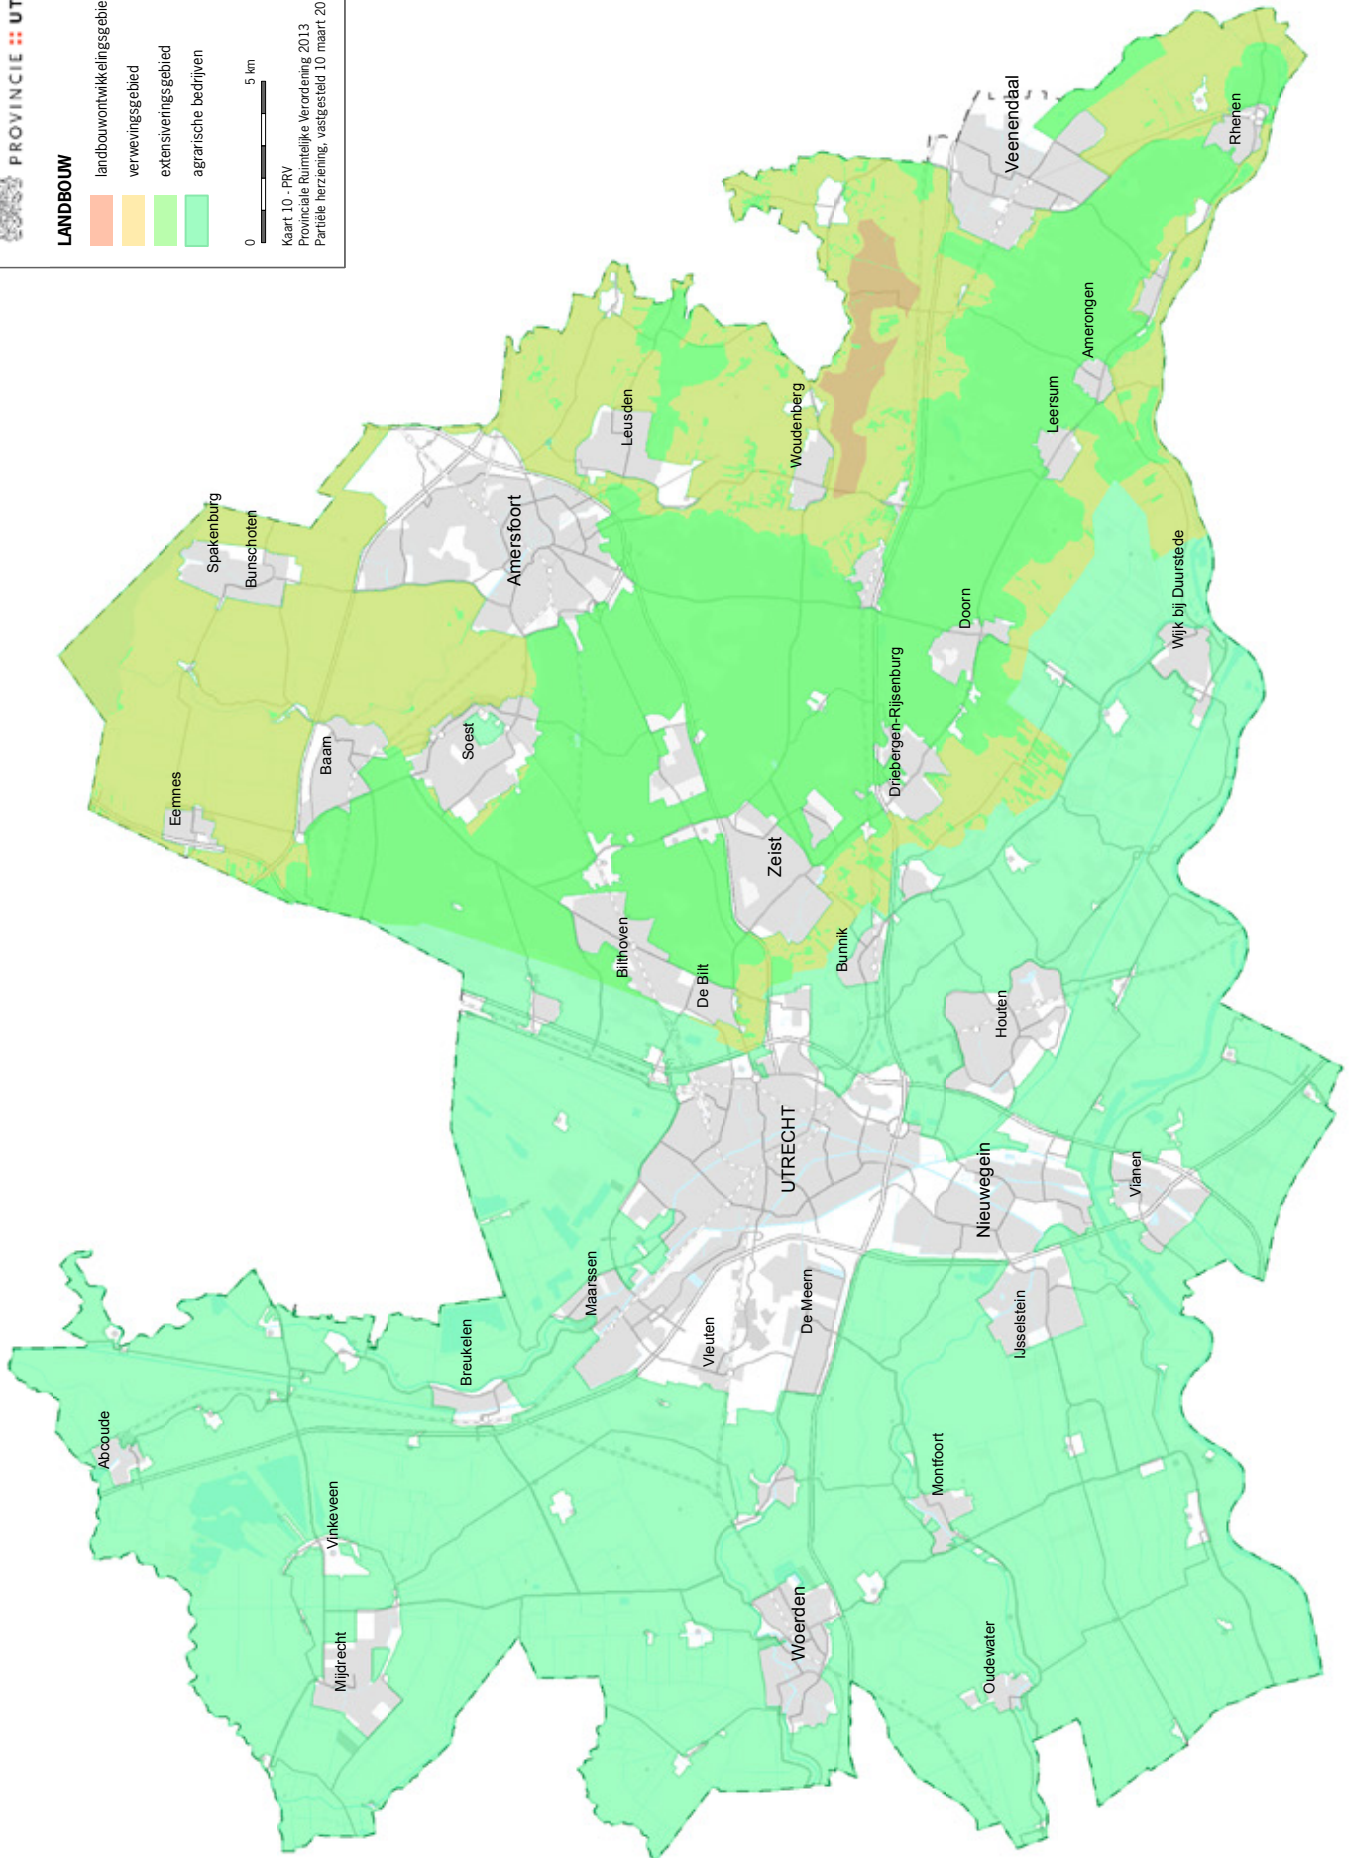 PROVINCIE :: UT
LANDBOUW
landbouwontwikkelingsgebie
verwevingsgebied
extensiveringsgebied
agrarische bedrijven
0 5 km
Kaart 10 - PRV
Provinciale Ruimtelijke Verordening 2013
Partiële herziening, vastgesteld 10 maart 20
Abcoude
Vinkeveen
Mijdrecht
Breukelen
Maarssen
Vleuten
De Meern
UTRECHT
Woerden
Montfoort
Oudewater
IJsselstein
Nieuwegein
Vianen
Houten
Bunnik
De Bilt
Bilthoven
Zeist
Driebergen-Rijsenburg
Doorn
Wijk bij Duurstede
Leersum
Amerongen
Rhenen
Veenendaal
Woudenberg
Leusden
Amersfoort
Soest
Baarn
Eemnes
Spakenburg
Bunschoten